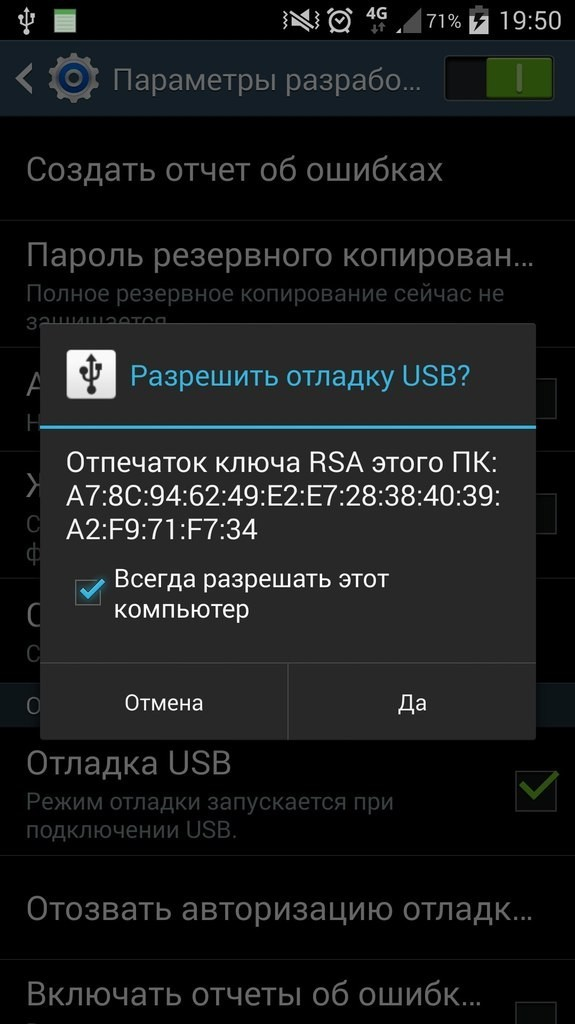 4G 71% 19:50
Параметры разрабо...
Создать отчет об ошибках
Пароль резервного копирован...
Полное резервное копирование сейчас не
защищается
Разрешить отладку USB?
Отпечаток ключа RSA этого ПК:
A7:8C:94:62:49:E2:E7:28:38:40:39:
A2:F9:71:F7:34
Всегда разрешать этот
компьютер
Отмена
Да
Отладка USB
Режим отладки запускается при
подключении USB.
Отозвать авторизацию отладк...
Включать отчеты об ошибк...